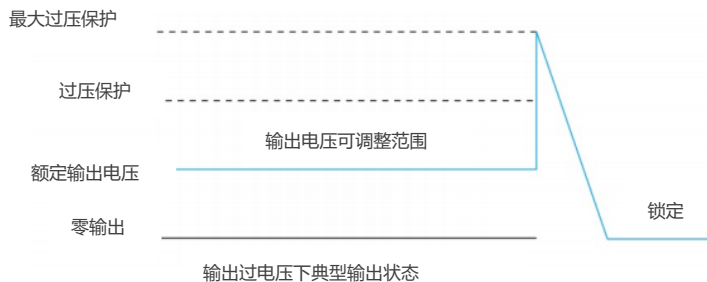 最大过压保护
过压保护
输出电压可调整范围
额定输出电压
锁定
零输出
输出过电压下典型输出状态